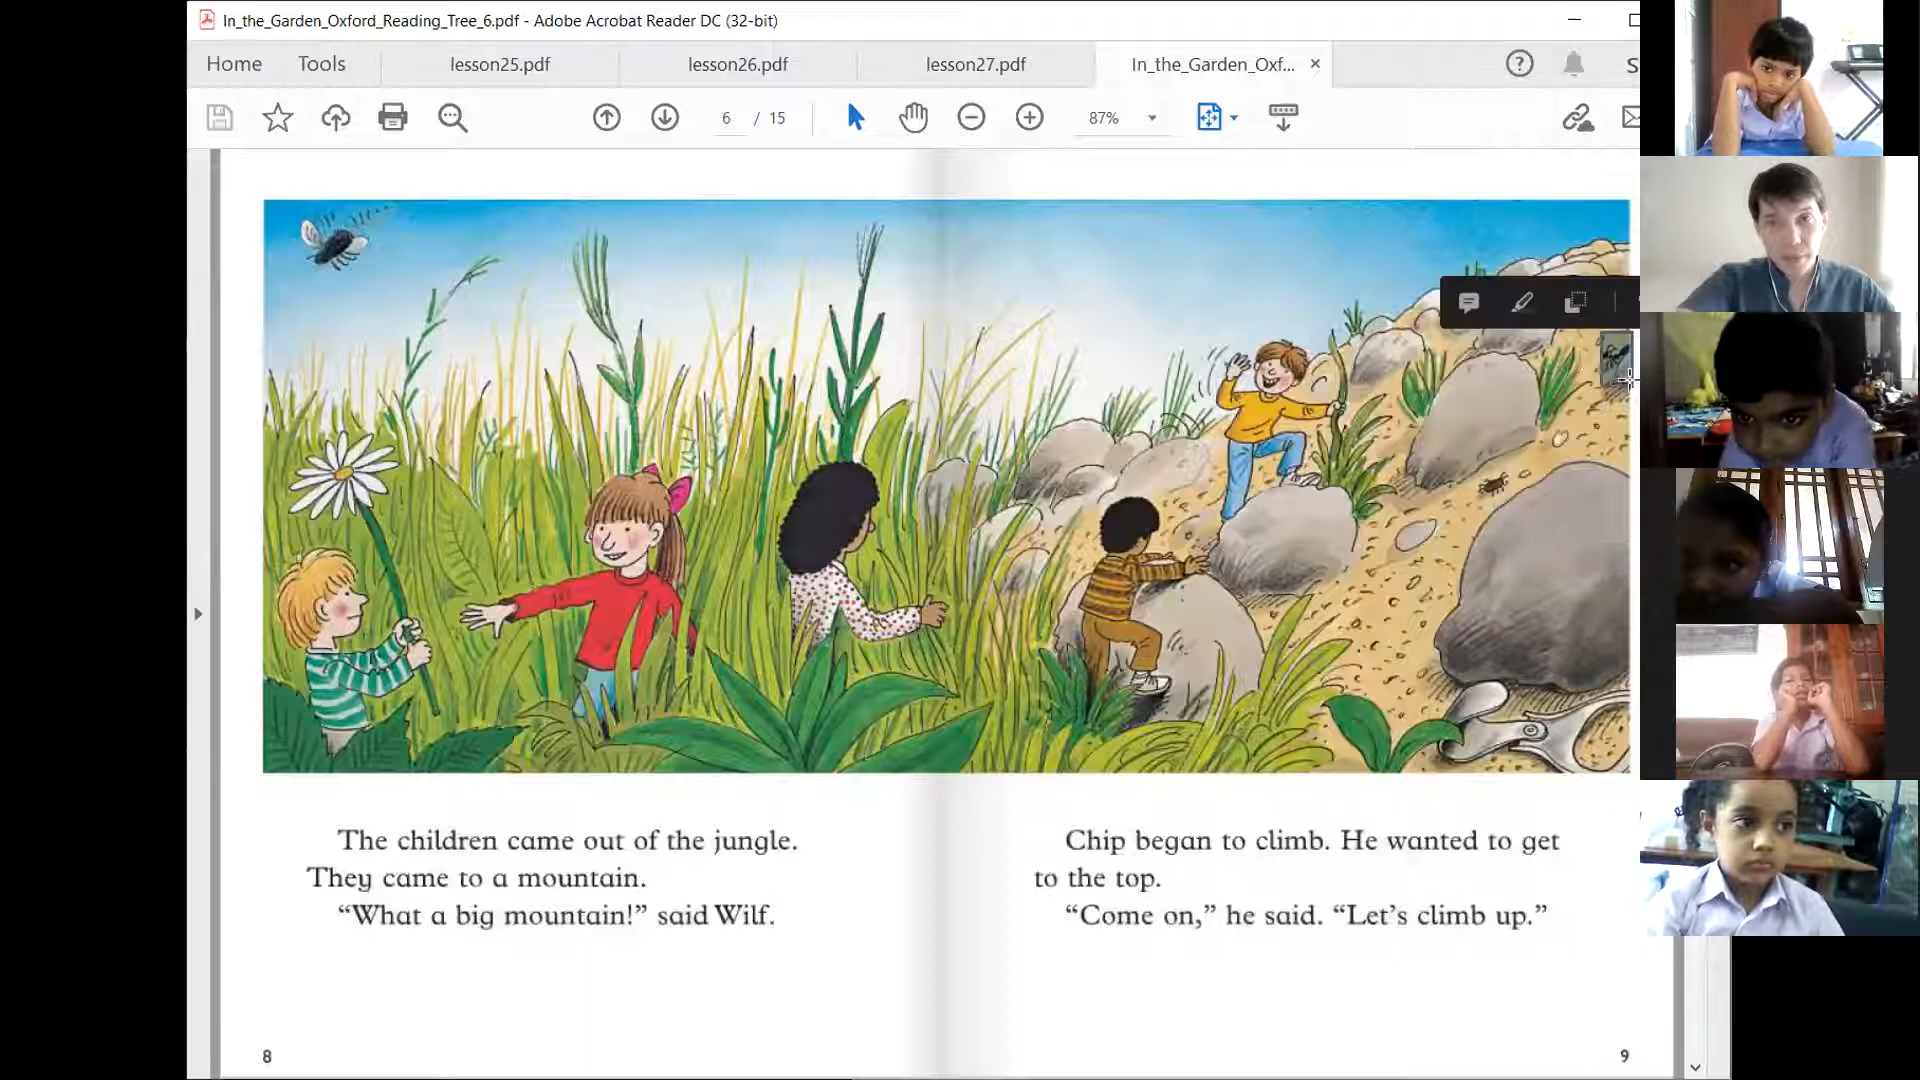 In_the_Garden_Oxford_Reading_Tree_6.pdf - Adobe Acrobat Reader DC (32-bit)
Home Tools lesson25.pdf lesson26.pdf lesson27.pdf In_the_Garden_Oxf... S
6 / 15 87%
The children came out of the jungle.
They came to a mountain.
“What a big mountain!” said Wilf.
8
Chip began to climb. He wanted to get
to the top.
“Come on,” he said. “Let’s climb up.”
9